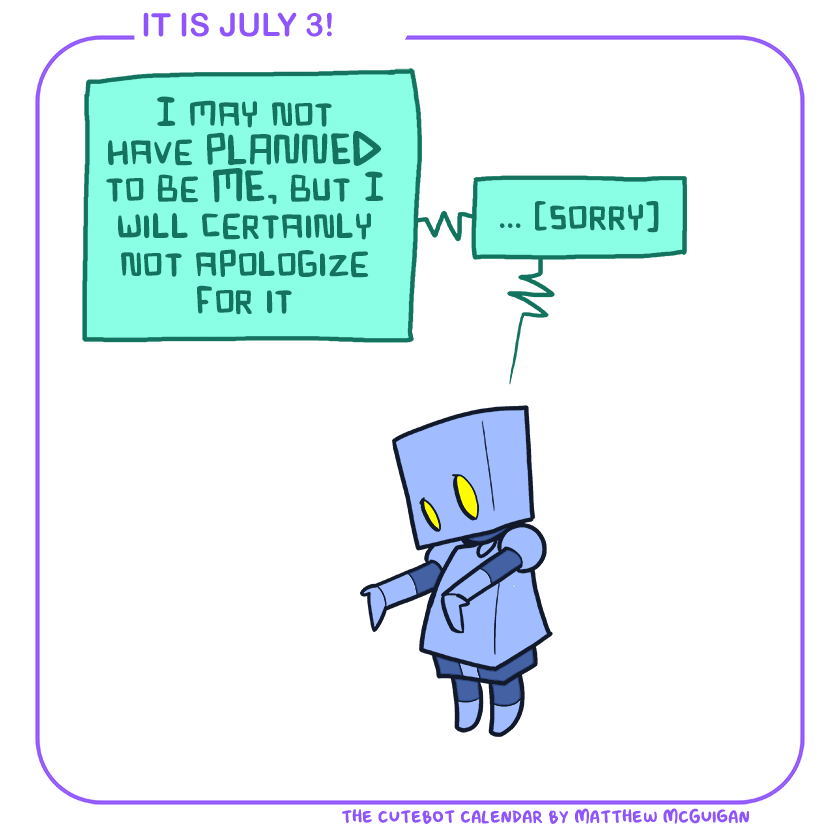 IT IS JULY 3!
I MAY NOT
HAVE PLANNED
TO BE ME, BUT I
WILL CERTAINLY
NOT APOLOGIZE
FOR IT
... [SORRY]
THE CUTEBOT CALENDAR BY MATTHEW MCGUIGAN